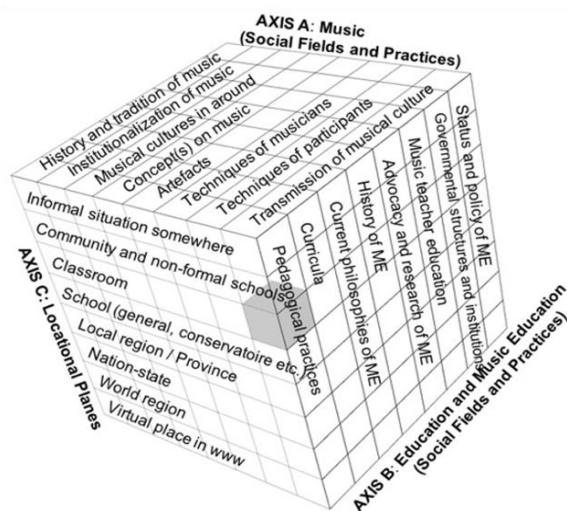 AXIS A: Music
(Social Fields and Practices)
History and tradition of music
Institutionalization of music
Musical cultures in around
Concept(s) on music
Artefacts
Techniques of musicians
Techniques of participants
Transmission of musical culture
Informal situation somewhere
Community and non-formal schools
Classroom
School (general, conservatoire etc.)
Local region / Province
Nation-state
World region
Virtual place in www
AXIS C: Locational Planes
Pedagogical practices
Curricula
Current philosophies of ME
History of ME
Advocacy and research of ME
Music teacher education
Governmental structures and institutions
Status and policy of ME
AXIS B: Education and Music Education
(Social Fields and Practices)